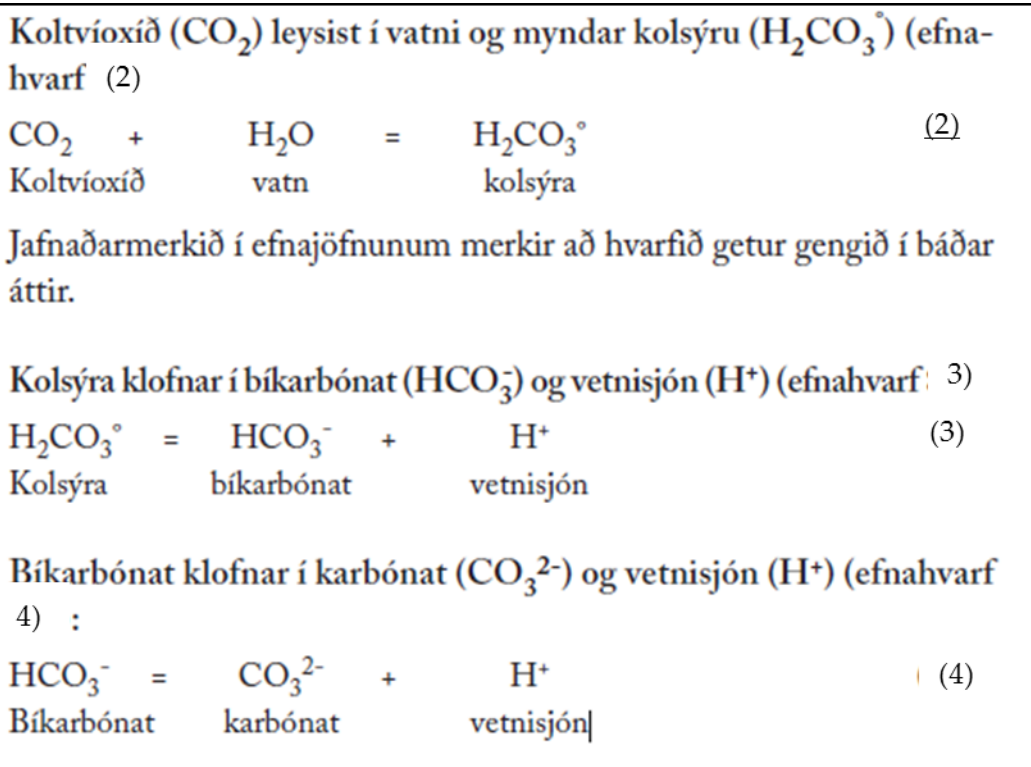 Koltvíoxíð (CO₂) leysist í vatni og myndar kolsýru (H₂CO₃°) (efna-
hvarf (2)
CO₂ + H₂O = H₂CO₃° (2)
Koltvíoxíð vatn kolsýra
Jafnaðarmerkið í efnajöfnunum merkir að hvarfið getur gengið í báðar
áttir.
Kolsýra klofnar í bíkarbónat (HCO₃⁻) og vetnisjón (H⁺) (efnahvarf 3)
H₂CO₃° = HCO₃⁻ + H⁺ (3)
Kolsýra bíkarbónat vetnisjón
Bíkarbónat klofnar í karbónat (CO₃²⁻) og vetnisjón (H⁺) (efnahvarf
4) :
HCO₃⁻ = CO₃²⁻ + H⁺ (4)
Bíkarbónat karbónat vetnisjón